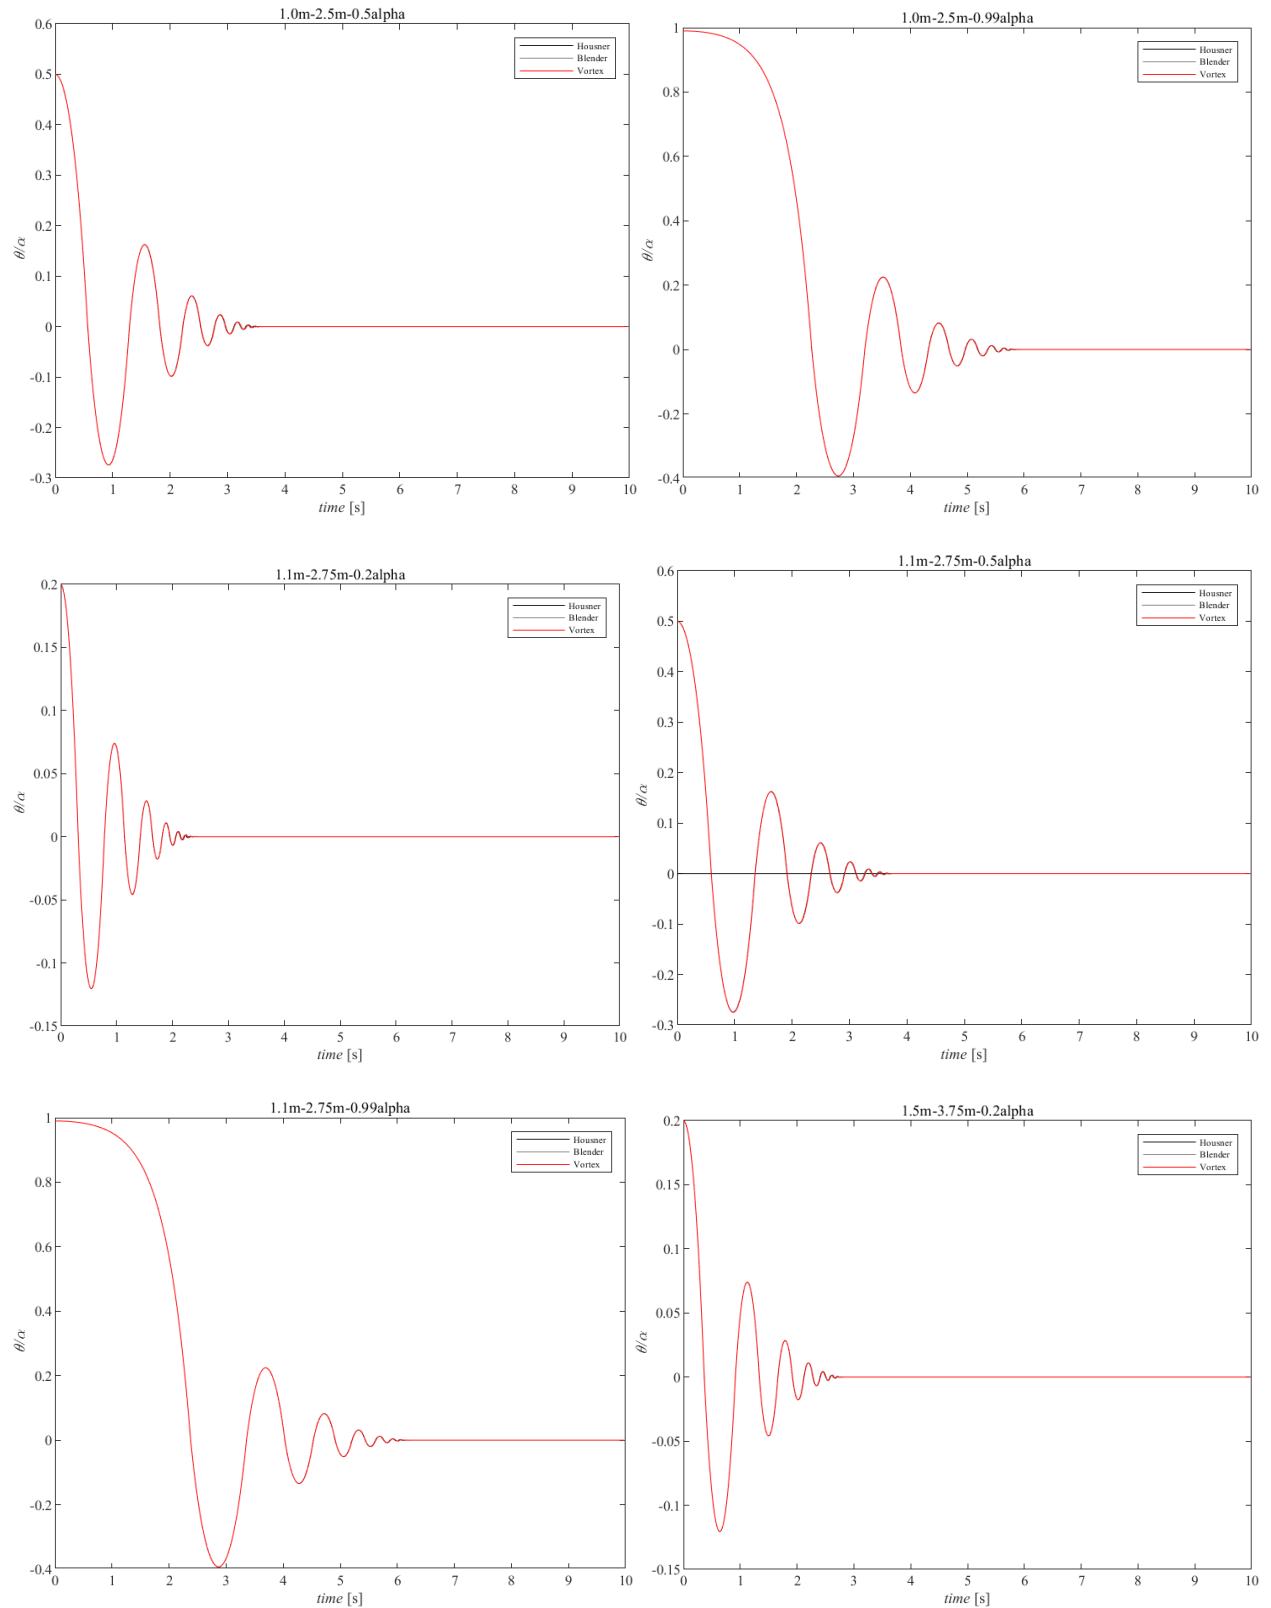 1.0m-2.5m-0.5alpha
0.6
0.5
0.4
0.3
0.2
0.1
0
-0.1
-0.2
-0.3
θ/α
Housner
Blender
Vortex
0 1 2 3 4 5 6 7 8 9 10
time [s]
1.0m-2.5m-0.99alpha
1
0.8
0.6
0.4
0.2
0
-0.2
-0.4
θ/α
Housner
Blender
Vortex
0 1 2 3 4 5 6 7 8 9 10
time [s]
1.1m-2.75m-0.2alpha
0.2
0.15
0.1
0.05
0
-0.05
-0.1
-0.15
θ/α
Housner
Blender
Vortex
0 1 2 3 4 5 6 7 8 9 10
time [s]
1.1m-2.75m-0.5alpha
0.6
0.5
0.4
0.3
0.2
0.1
0
-0.1
-0.2
-0.3
θ/α
Housner
Blender
Vortex
0 1 2 3 4 5 6 7 8 9 10
time [s]
1.1m-2.75m-0.99alpha
1
0.8
0.6
0.4
0.2
0
-0.2
-0.4
θ/α
Housner
Blender
Vortex
0 1 2 3 4 5 6 7 8 9 10
time [s]
1.5m-3.75m-0.2alpha
0.2
0.15
0.1
0.05
0
-0.05
-0.1
-0.15
θ/α
Housner
Blender
Vortex
0 1 2 3 4 5 6 7 8 9 10
time [s]